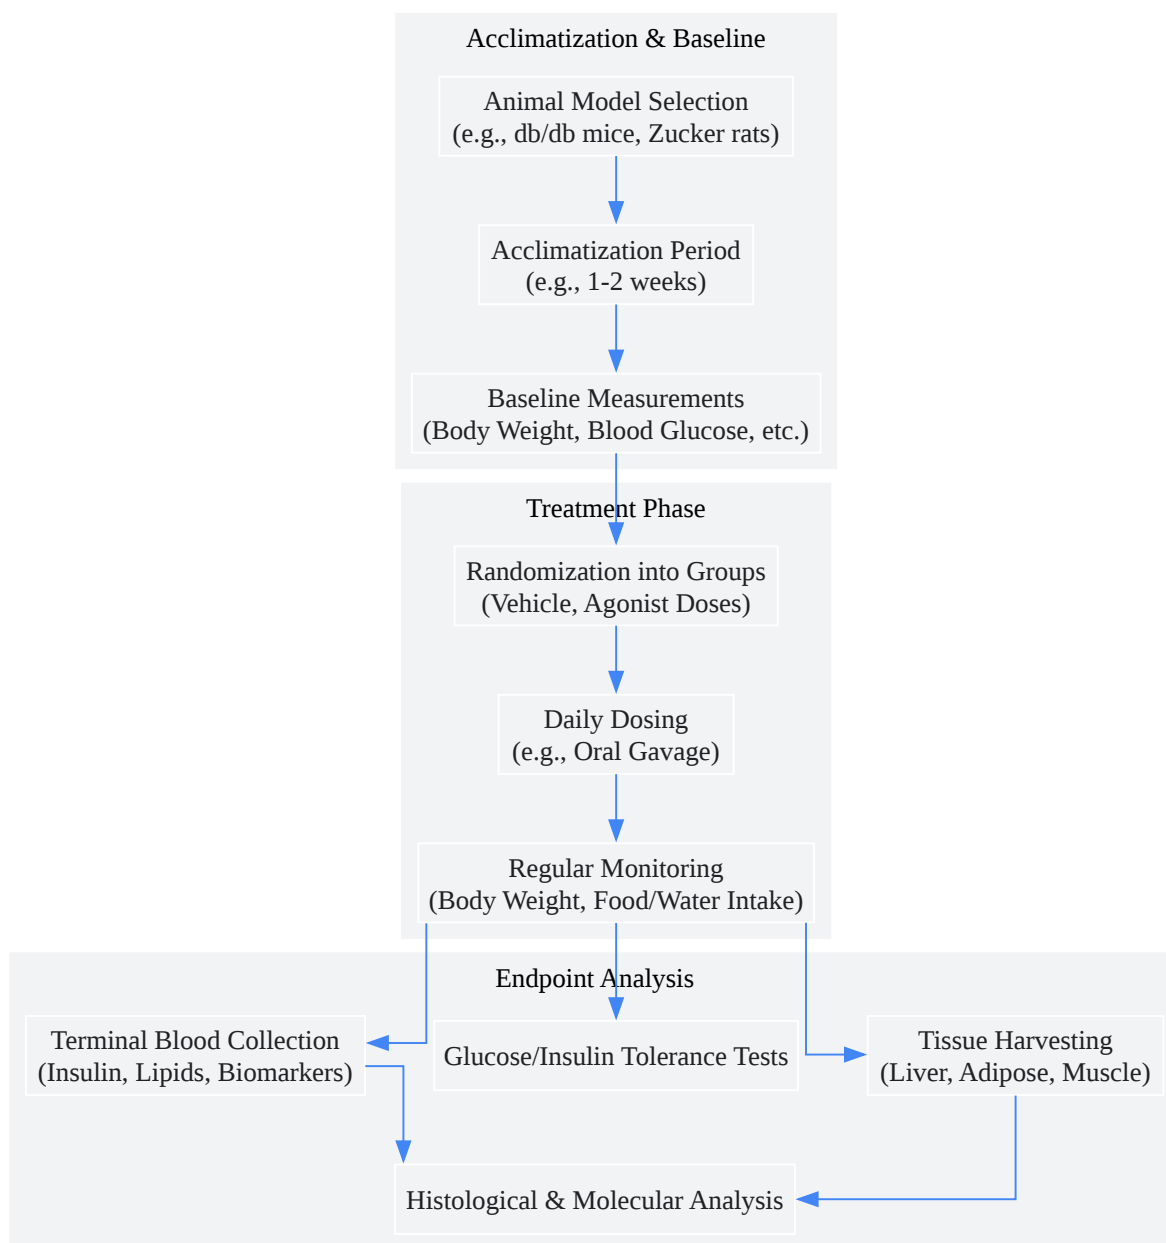 Acclimatization & Baseline
Animal Model Selection
(e.g., db/db mice, Zucker rats)
Acclimatization Period
(e.g., 1-2 weeks)
Baseline Measurements
(Body Weight, Blood Glucose, etc.)
Treatment Phase
Randomization into Groups
(Vehicle, Agonist Doses)
Daily Dosing
(e.g., Oral Gavage)
Regular Monitoring
(Body Weight, Food/Water Intake)
Endpoint Analysis
Terminal Blood Collection
(Insulin, Lipids, Biomarkers)
Glucose/Insulin Tolerance Tests
Tissue Harvesting
(Liver, Adipose, Muscle)
Histological & Molecular Analysis